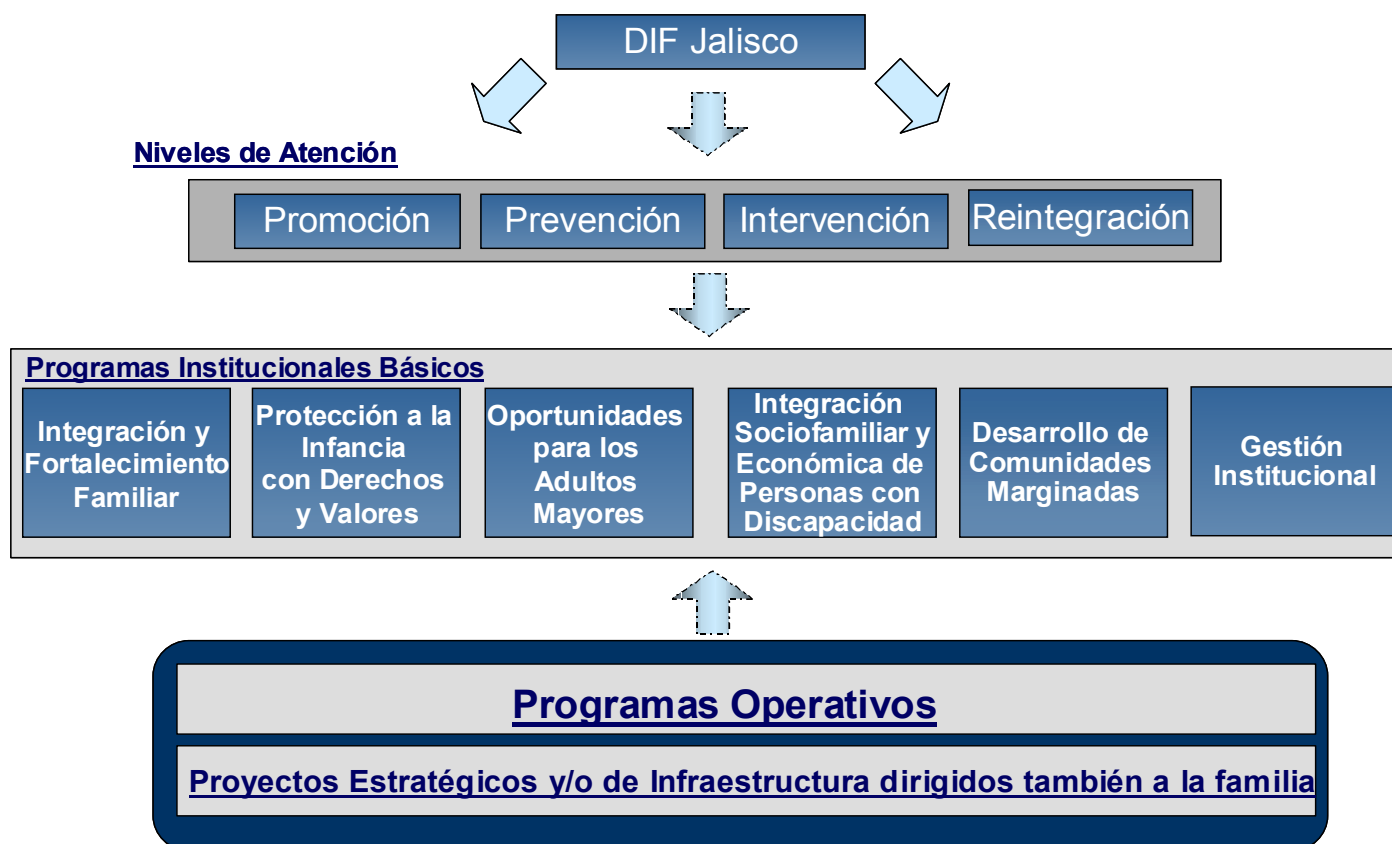 DIF Jalisco
Niveles de Atención
Promoción
Prevención
Intervención
Reintegración
Programas Institucionales Básicos
Integración y
Fortalecimiento
Familiar
Protección a la
Infancia
con Derechos
y Valores
Oportunidades
para los
Adultos
Mayores
Integración
Sociofamiliar y
Económica de
Personas con
Discapacidad
Desarrollo de
Comunidades
Marginadas
Gestión
Institucional
Programas Operativos
Proyectos Estratégicos y/o de Infraestructura dirigidos también a la familia